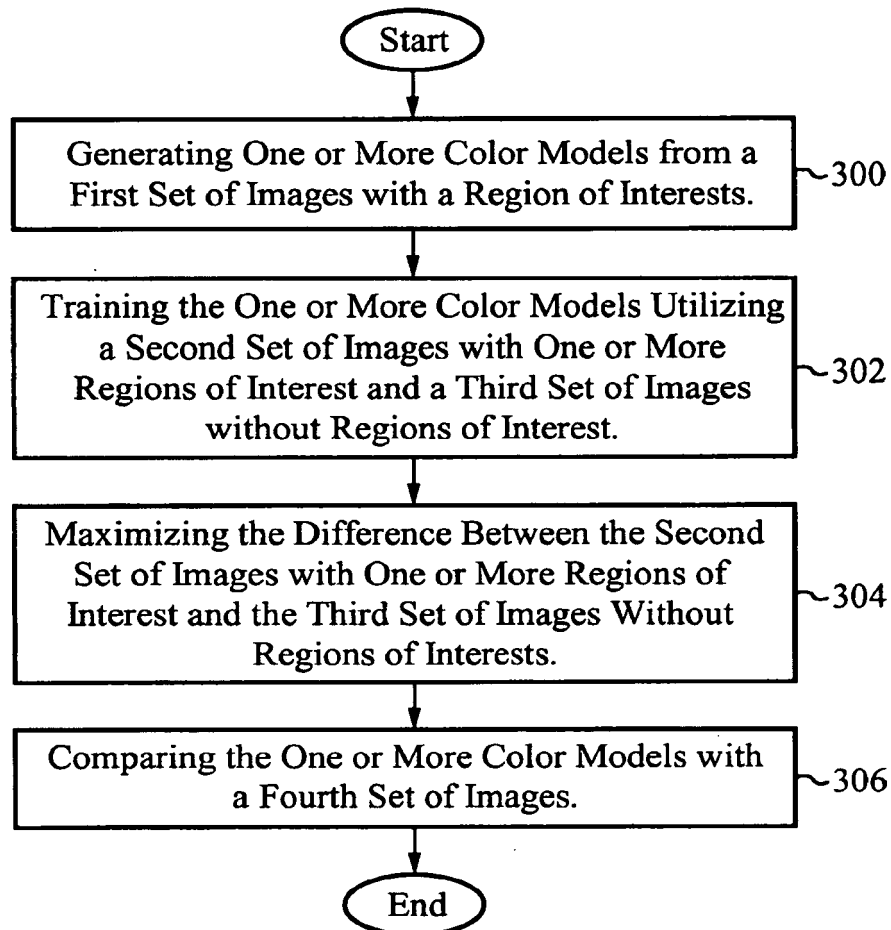 Start
Generating One or More Color Models from a
First Set of Images with a Region of Interests.
300
Training the One or More Color Models Utilizing
a Second Set of Images with One or More
Regions of Interest and a Third Set of Images
without Regions of Interest.
302
Maximizing the Difference Between the Second
Set of Images with One or More Regions of
Interest and the Third Set of Images Without
Regions of Interests.
304
Comparing the One or More Color Models with
a Fourth Set of Images.
306
End